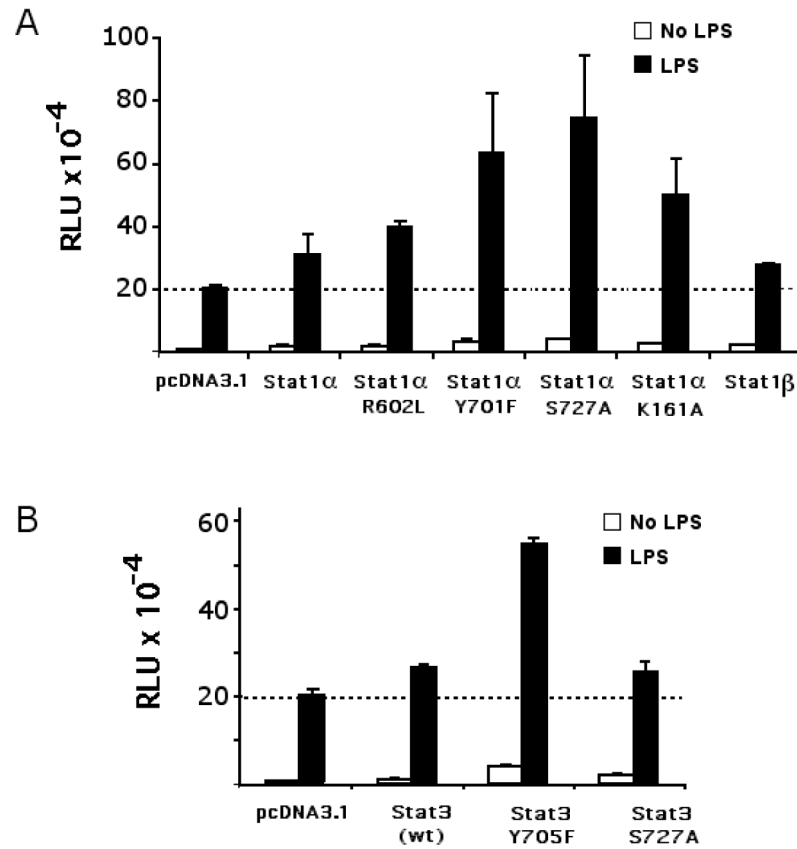 A
RLU x10⁻⁴
100
80
60
40
20
No LPS
LPS
pcDNA3.1
Stat1α
Stat1α
R602L
Stat1α
Y701F
Stat1α
S727A
Stat1α
K161A
Stat1β
B
RLU x 10⁻⁴
60
40
20
No LPS
LPS
pcDNA3.1
Stat3
(wt)
Stat3
Y705F
Stat3
S727A